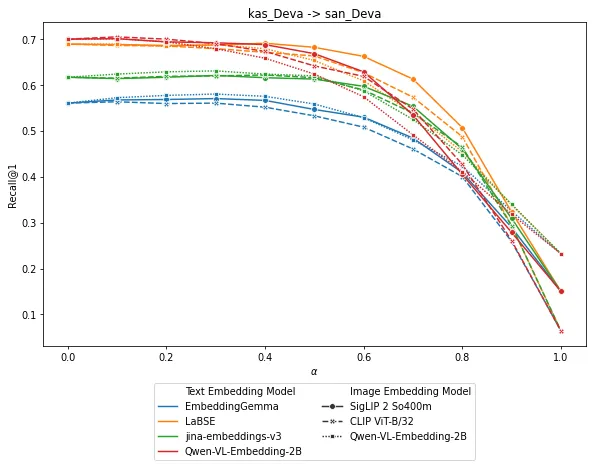 kas_Deva -> san_Deva
Recall@1
0.7
0.6
0.5
0.4
0.3
0.2
0.1
0.0 0.2 0.4 0.6 0.8 1.0
α
Text Embedding Model
EmbeddingGemma
LaBSE
jina-embeddings-v3
Qwen-VL-Embedding-2B
Image Embedding Model
SigLIP 2 So400m
CLIP ViT-B/32
Qwen-VL-Embedding-2B